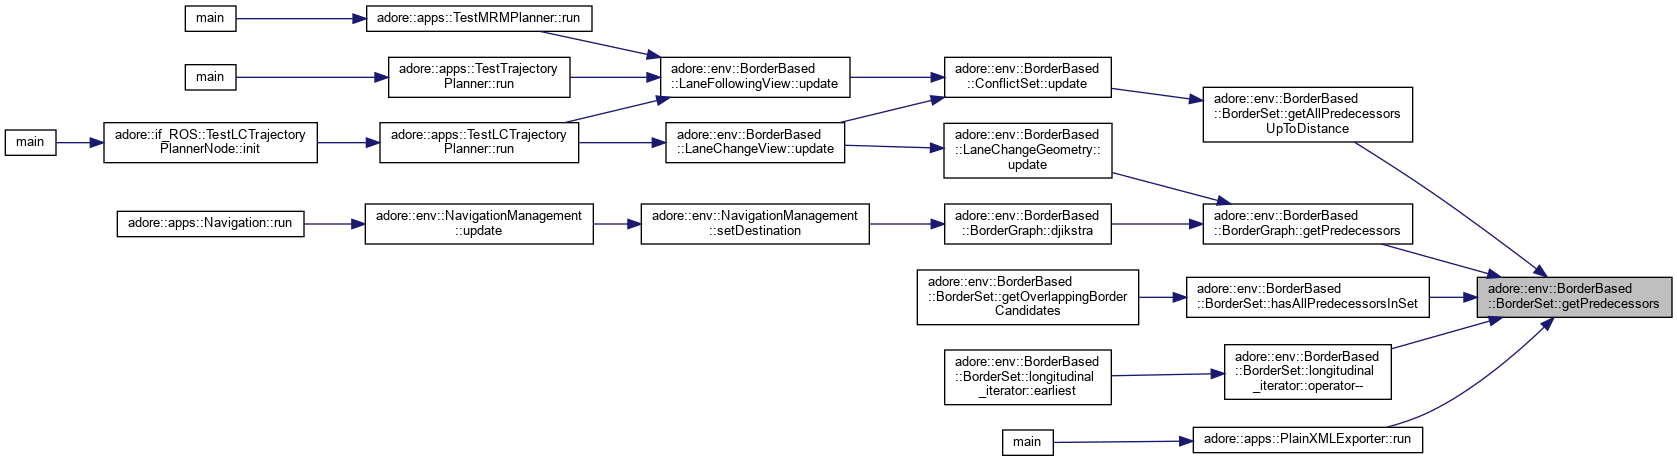 main
adore::apps::TestMRMPlanner::run
main
adore::apps::TestTrajectory
Planner::run
adore::env::BorderBased
::LaneFollowingView::update
adore::env::BorderBased
::ConflictSet::update
adore::env::BorderBased
::BorderSet::getAllPredecessors
UpToDistance
main
adore::if_ROS::TestLCTrajectory
PlannerNode::init
adore::apps::TestLCTrajectory
Planner::run
adore::env::BorderBased
::LaneChangeView::update
adore::env::BorderBased
::LaneChangeGeometry::
update
adore::apps::Navigation::run
adore::env::NavigationManagement
::update
adore::env::NavigationManagement
::setDestination
adore::env::BorderBased
::BorderGraph::djikstra
adore::env::BorderBased
::BorderGraph::getPredecessors
adore::env::BorderBased
::BorderSet::getOverlappingBorder
Candidates
adore::env::BorderBased
::BorderSet::hasAllPredecessorsInSet
adore::env::BorderBased
::BorderSet::getPredecessors
adore::env::BorderBased
::BorderSet::longitudinal
_iterator::earliest
adore::env::BorderBased
::BorderSet::longitudinal
_iterator::operator--
main
adore::apps::PlainXMLExporter::run